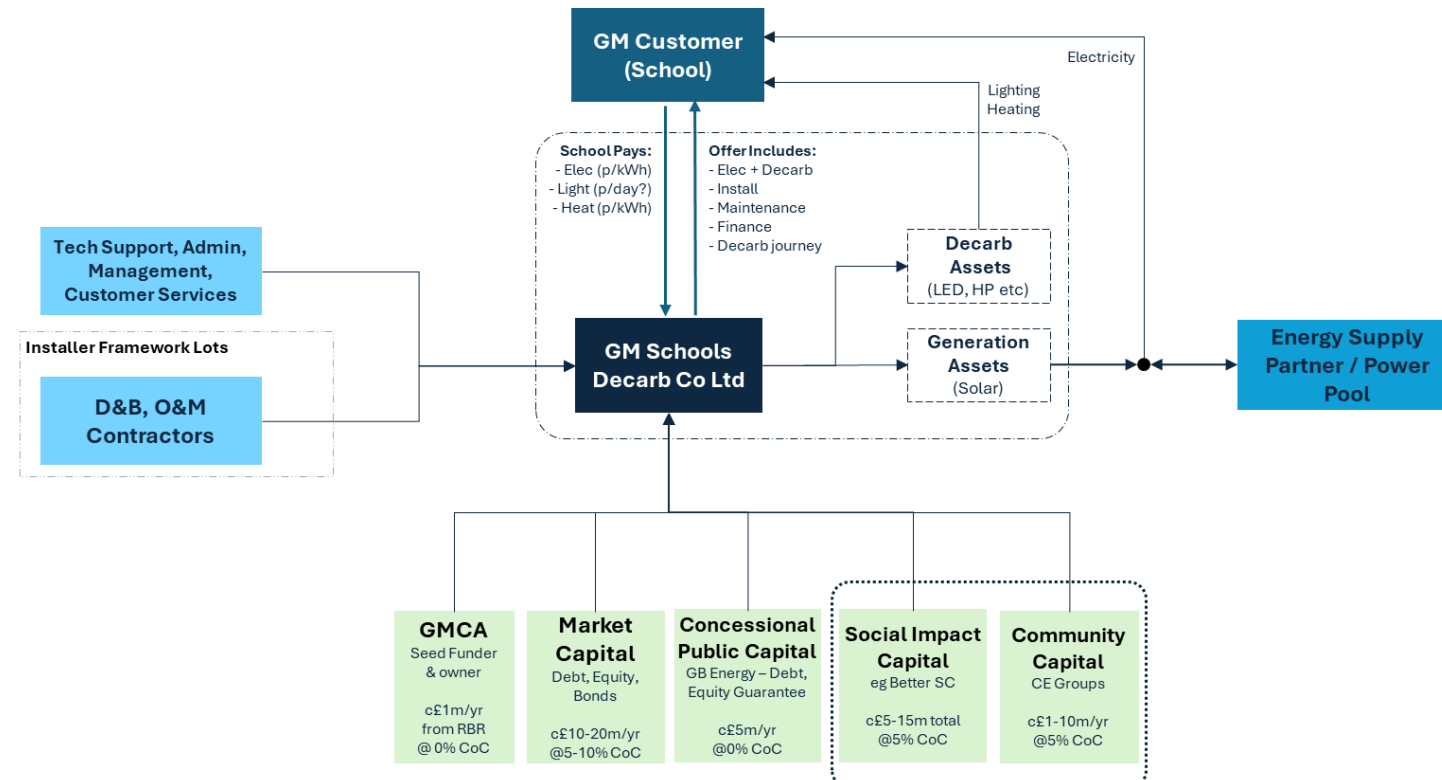 GM Customer
(School)
Electricity
Lighting
Heating
School Pays:
- Elec (p/kWh)
- Light (p/day?)
- Heat (p/kWh)
Offer Includes:
- Elec + Decarb
- Install
- Maintenance
- Finance
- Decarb journey
Tech Support, Admin,
Management,
Customer Services
Installer Framework Lots
D&B, O&M
Contractors
GM Schools
Decarb Co Ltd
Decarb
Assets
(LED, HP etc)
Generation
Assets
(Solar)
Energy Supply
Partner / Power
Pool
GMCA
Seed Funder
& owner
c£1m/yr
from RBR
@ 0% CoC
Market
Capital
Debt, Equity,
Bonds
c£10-20m/yr
@5-10% CoC
Concessional
Public Capital
GB Energy – Debt,
Equity Guarantee
c£5m/yr
@0% CoC
Social Impact
Capital
eg Better SC
c£5-15m total
@5% CoC
Community
Capital
CE Groups
c£1-10m/yr
@5% CoC